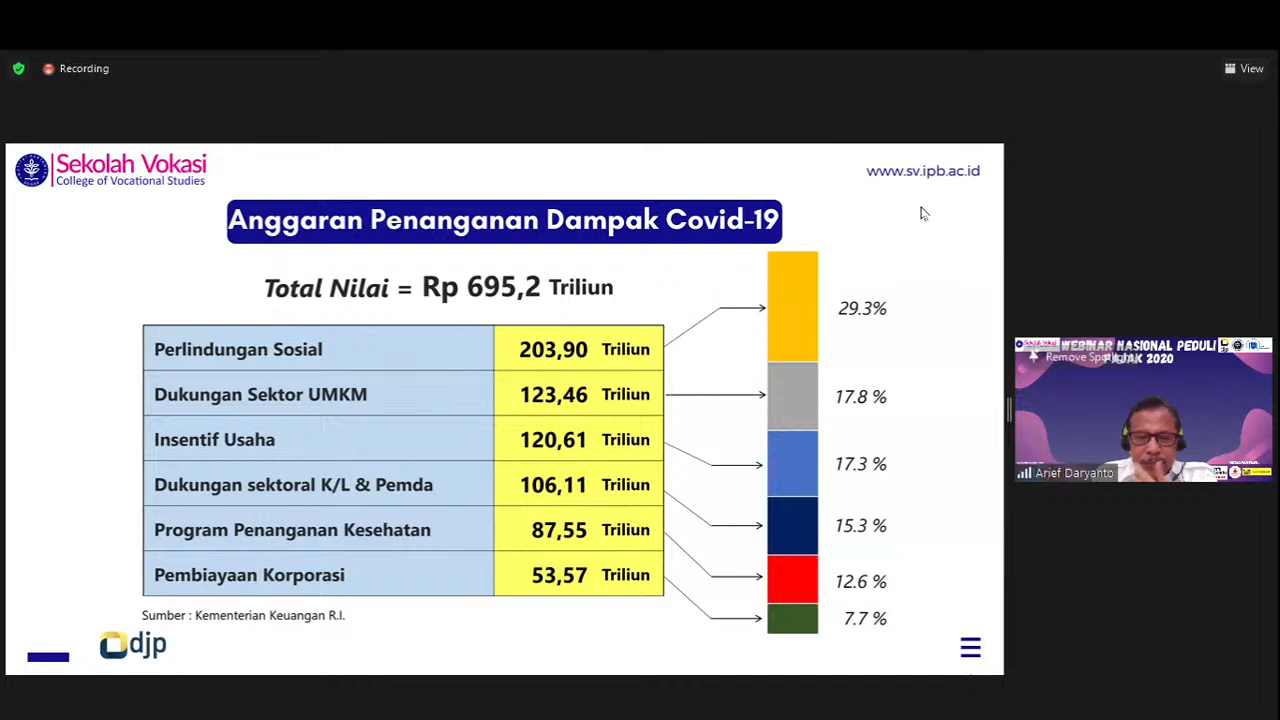 Recording
View
Sekolah Vokasi
College of Vocational Studies
www.sv.ipb.ac.id
Anggaran Penanganan Dampak Covid-19
Total Nilai = Rp 695,2 Triliun
Perlindungan Sosial 203,90 Triliun
Dukungan Sektor UMKM 123,46 Triliun
Insentif Usaha 120,61 Triliun
Dukungan sektoral K/L & Pemda 106,11 Triliun
Program Penanganan Kesehatan 87,55 Triliun
Pembiayaan Korporasi 53,57 Triliun
29.3%
17.8 %
17.3 %
15.3 %
12.6 %
7.7 %
Sumber : Kementerian Keuangan R.I.
djp
WEBINAR NASIONAL PEDULI
PAJAK 2020
Arief Daryanto